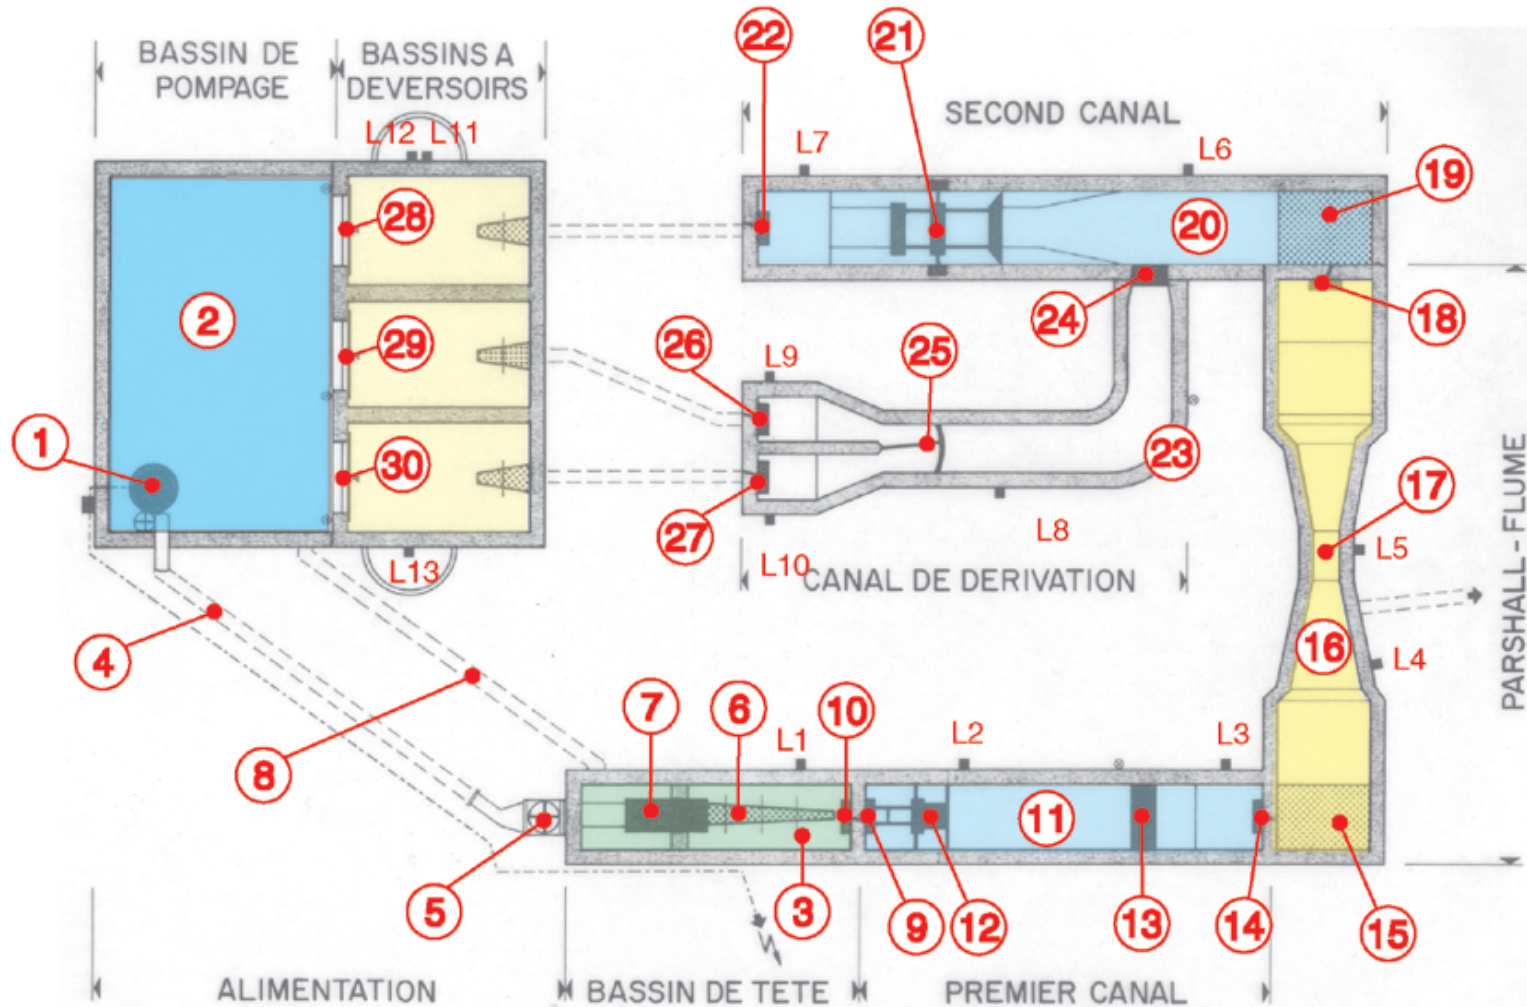 22
21
BASSIN DE
POMPAGE
BASSINS A
DEVERSOIRS
SECOND CANAL
L12
L11
L7
L6
19
28
20
2
24
18
29
26
L9
25
1
30
23
17
27
L8
L5
L13
L10
CANAL DE DERIVATION
PARSHALL-FLUME
4
16
L4
7
6
10
8
L1
L2
L3
11
5
3
9
12
13
14
15
ALIMENTATION
BASSIN DE TETE
PREMIER CANAL